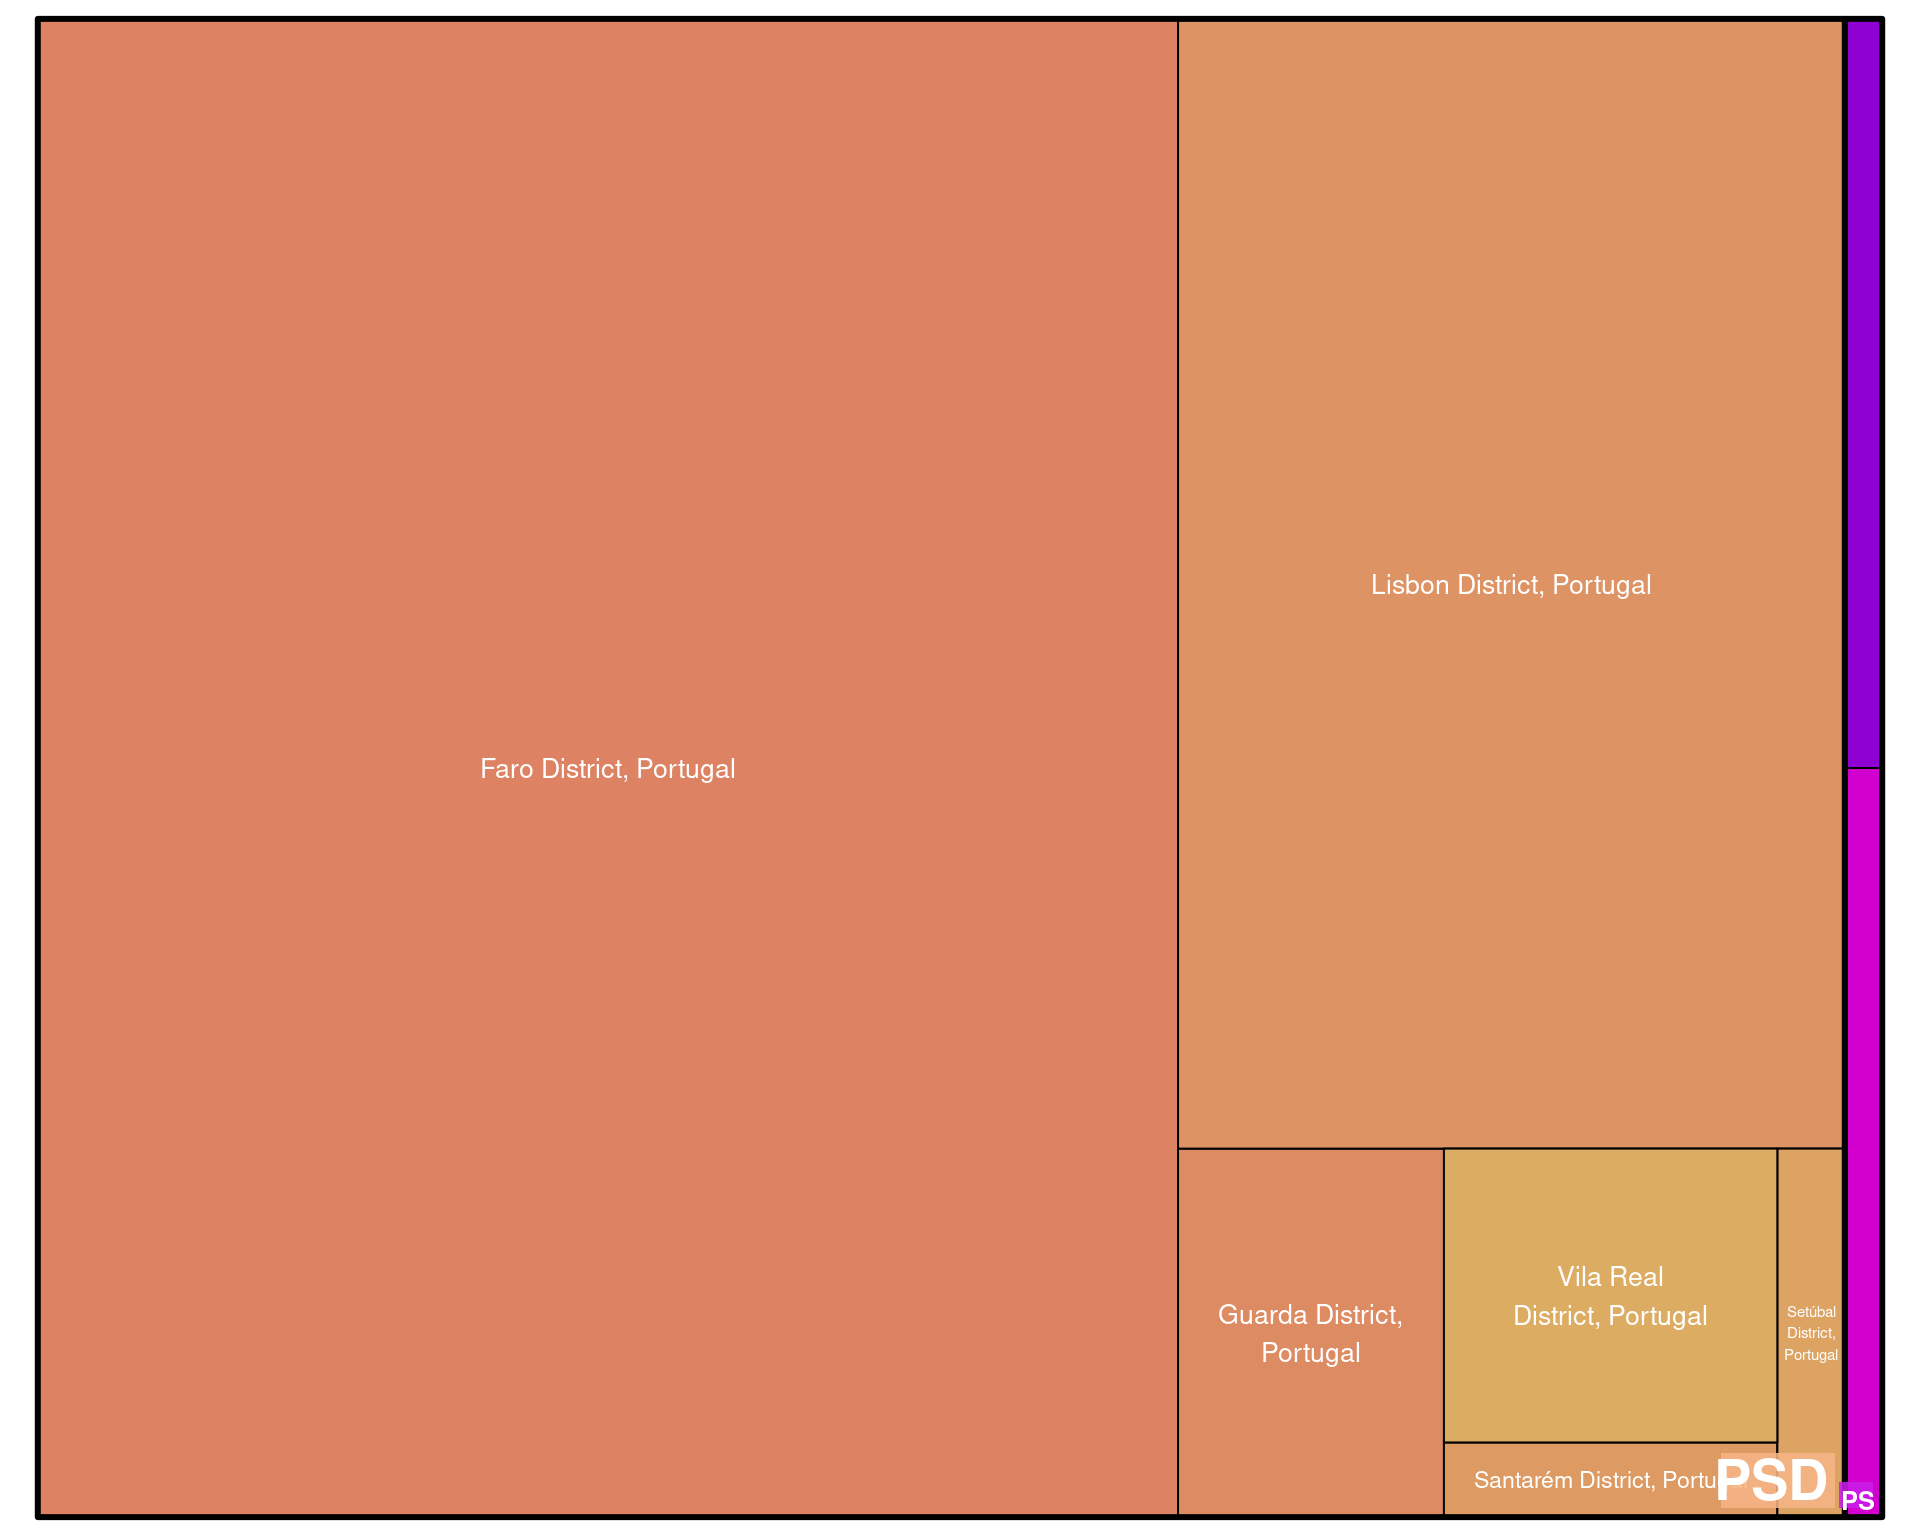 Faro District, Portugal
Lisbon District, Portugal
Guarda District,
Portugal
Vila Real
District, Portugal
Setúbal
District,
Portugal
Santarém District, Portu
PSD
PS